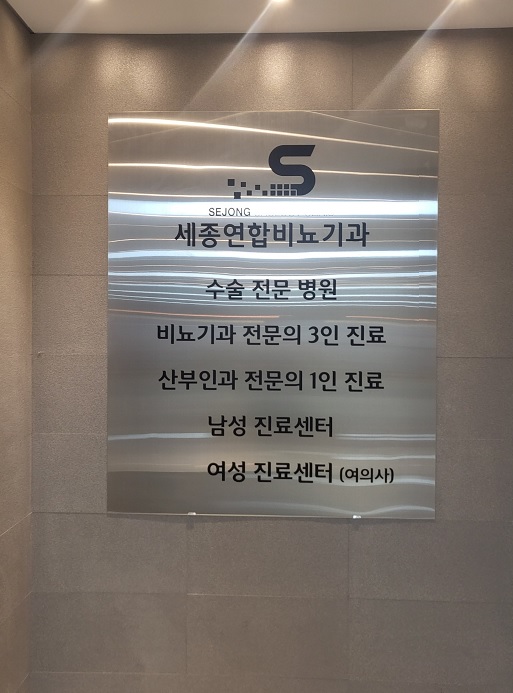 S
SEJONG
세종연합비뇨기과
수술 전문 병원
비뇨기과 전문의 3인 진료
산부인과 전문의 1인 진료
남성 진료센터
여성 진료센터 (여의사)